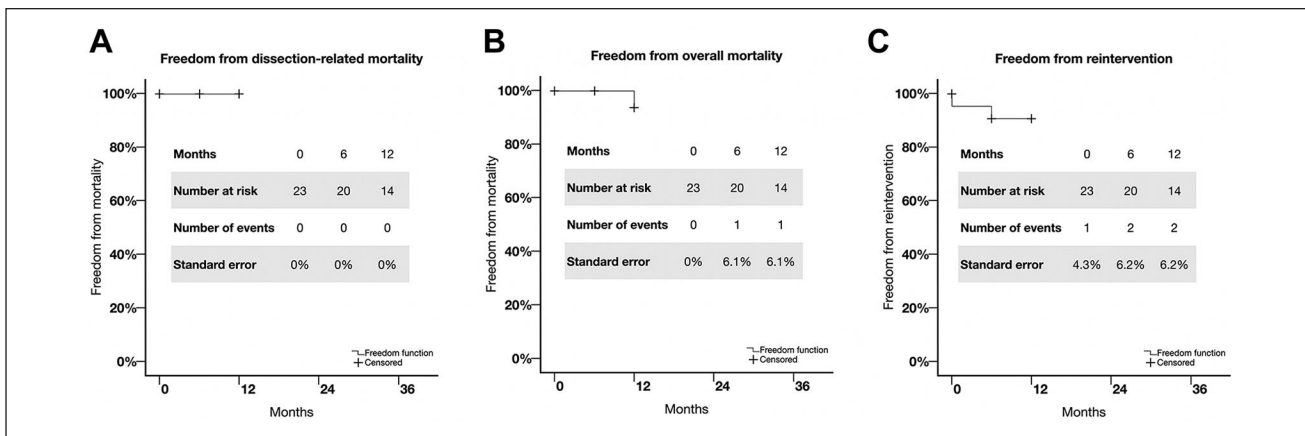 A
Freedom from dissection-related mortality
Freedom from mortality
100%
80%
60%
40%
20%
0%
Months 0 6 12
Number at risk 23 20 14
Number of events 0 0 0
Standard error 0% 0% 0%
Freedom function
Censored
0 12 24 36
Months
B
Freedom from overall mortality
Freedom from mortality
100%
80%
60%
40%
20%
0%
Months 0 6 12
Number at risk 23 20 14
Number of events 0 1 1
Standard error 0% 6.1% 6.1%
Freedom function
Censored
0 12 24 36
Months
C
Freedom from reintervention
Freedom from reintervention
100%
80%
60%
40%
20%
0%
Months 0 6 12
Number at risk 23 20 14
Number of events 1 2 2
Standard error 4.3% 6.2% 6.2%
Freedom function
Censored
0 12 24 36
Months